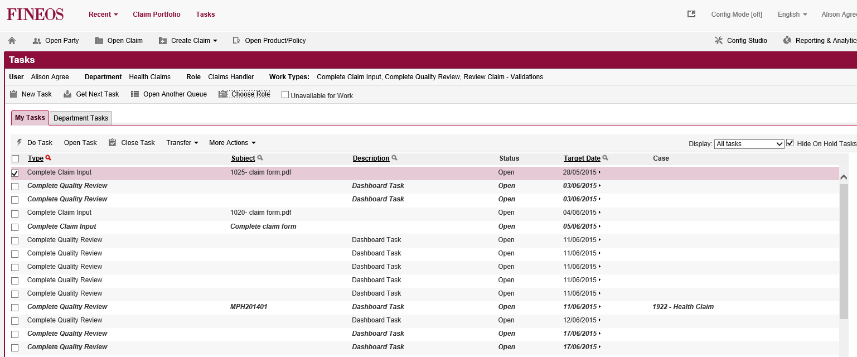 FINEOS Recent Claim Portfolio Tasks Config Mode [off] English Alison Agre
Open Party Open Claim Create Claim Open Product/Policy Config Studio Reporting & Analytics
Tasks
User Alison Agree Department Health Claims Role Claims Handler Work Types: Complete Claim Input, Complete Quality Review, Review Claim - Validations
New Task Get Next Task Open Another Queue Choose Role Unavailable for Work
My Tasks Department Tasks
Do Task Open Task Close Task Transfer More Actions Display: All tasks Hide On Hold Tasks
Type Subject Description Status Target Date Case
Complete Claim Input 1025- claim form.pdf Open 28/05/2015
Complete Quality Review Dashboard Task Open 03/06/2015
Complete Quality Review Dashboard Task Open 03/06/2015
Complete Claim Input 1020- claim form.pdf Open 04/06/2015
Complete Claim Input Complete claim form Open 05/06/2015
Complete Quality Review Dashboard Task Open 11/06/2015
Complete Quality Review Dashboard Task Open 11/06/2015
Complete Quality Review Dashboard Task Open 11/06/2015
Complete Quality Review Dashboard Task Open 11/06/2015
Complete Quality Review Dashboard Task Open 11/06/2015
Complete Quality Review MPH201401 Dashboard Task Open 11/06/2015 1922 - Health Claim
Complete Quality Review Dashboard Task Open 12/06/2015
Complete Quality Review Dashboard Task Open 17/06/2015
Complete Quality Review Dashboard Task Open 17/06/2015